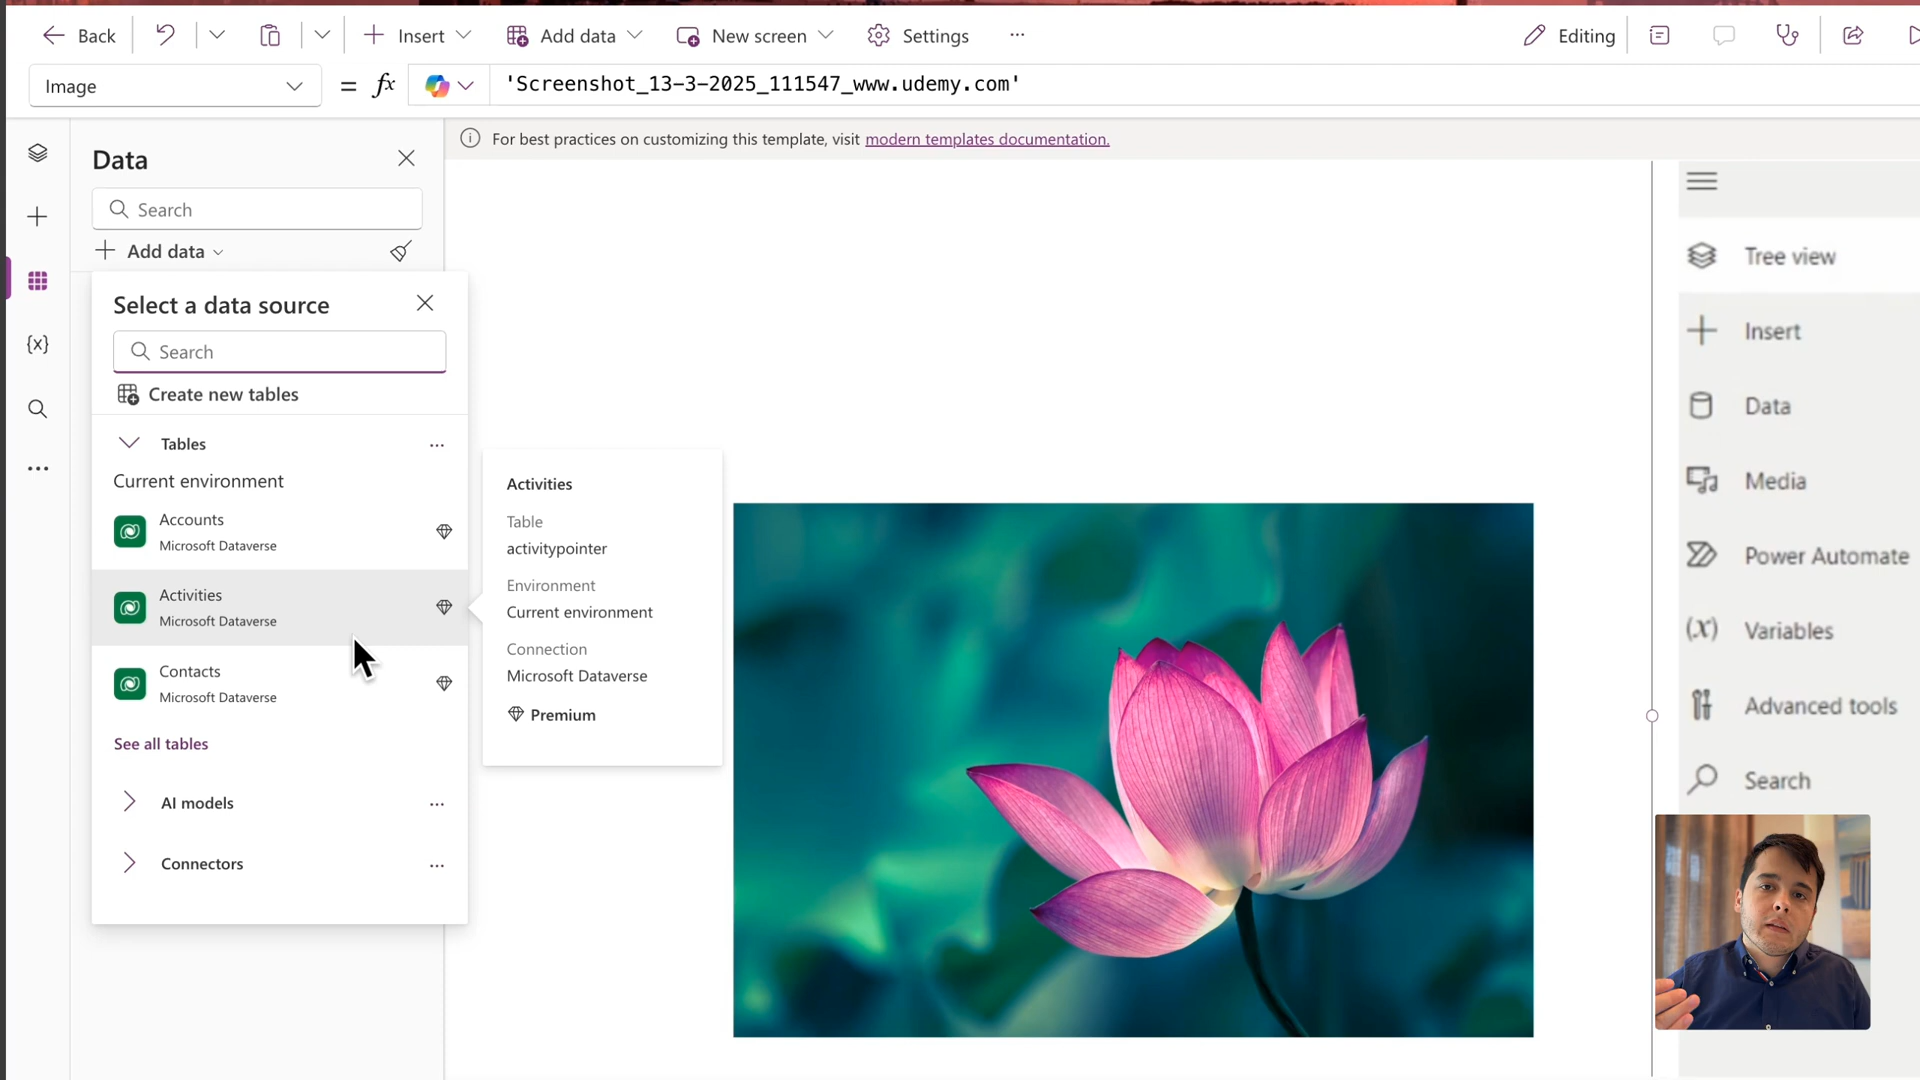 Back
Insert
Add data
New screen
Settings
...
Editing
Image
= fx
'Screenshot_13-3-2025_111547_www.udemy.com'
Data
For best practices on customizing this template, visit modern templates documentation.
Search
Add data
Select a data source
Search
Create new tables
Tables
...
Current environment
Accounts
Microsoft Dataverse
Activities
Microsoft Dataverse
Contacts
Microsoft Dataverse
See all tables
AI models
...
Connectors
...
{x}
...
Activities
Table
activitypointer
Environment
Current environment
Connection
Microsoft Dataverse
Premium
Tree view
Insert
Data
Media
Power Automate
(x) Variables
Advanced tools
Search